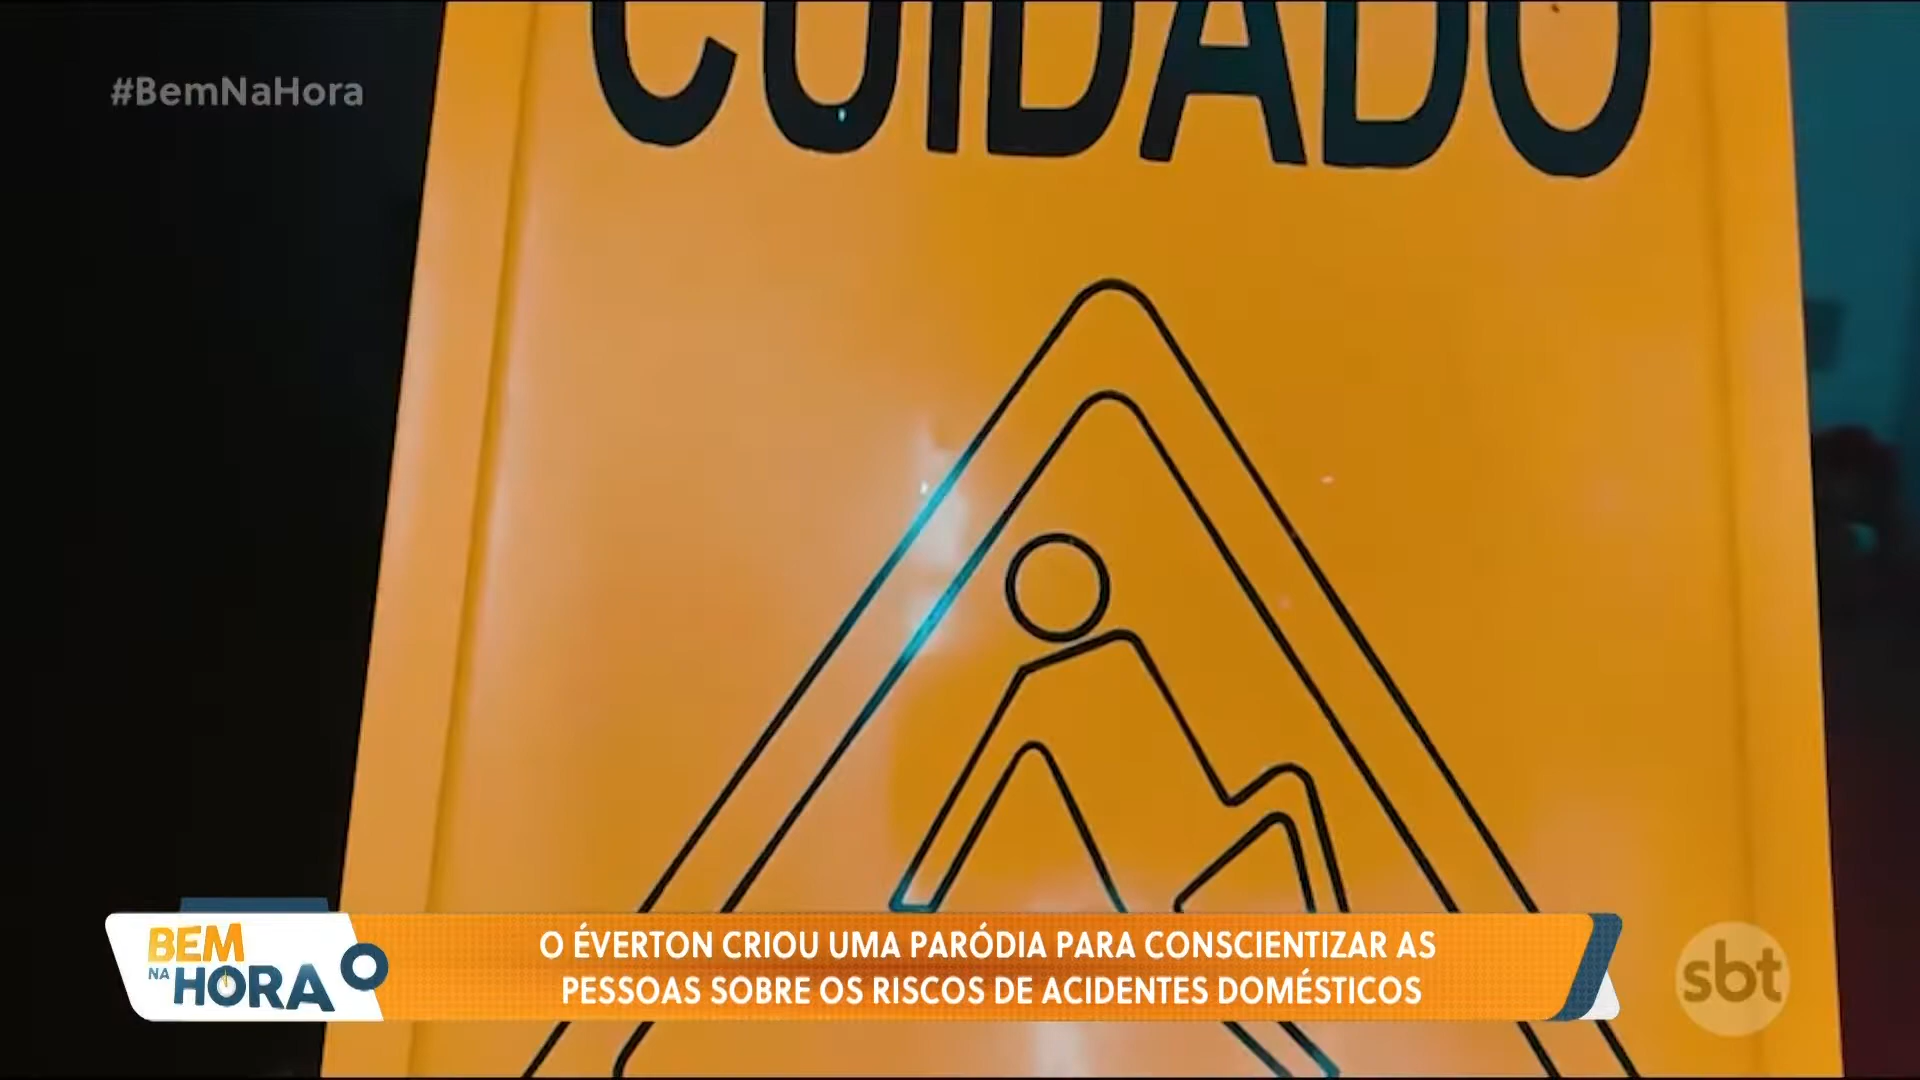 CUIDADO
#BemNaHora
BEM
NA HORA
O ÉVERTON CRIOU UMA PARÓDIA PARA CONSCIENTIZAR AS
PESSOAS SOBRE OS RISCOS DE ACIDENTES DOMÉSTICOS
sbt